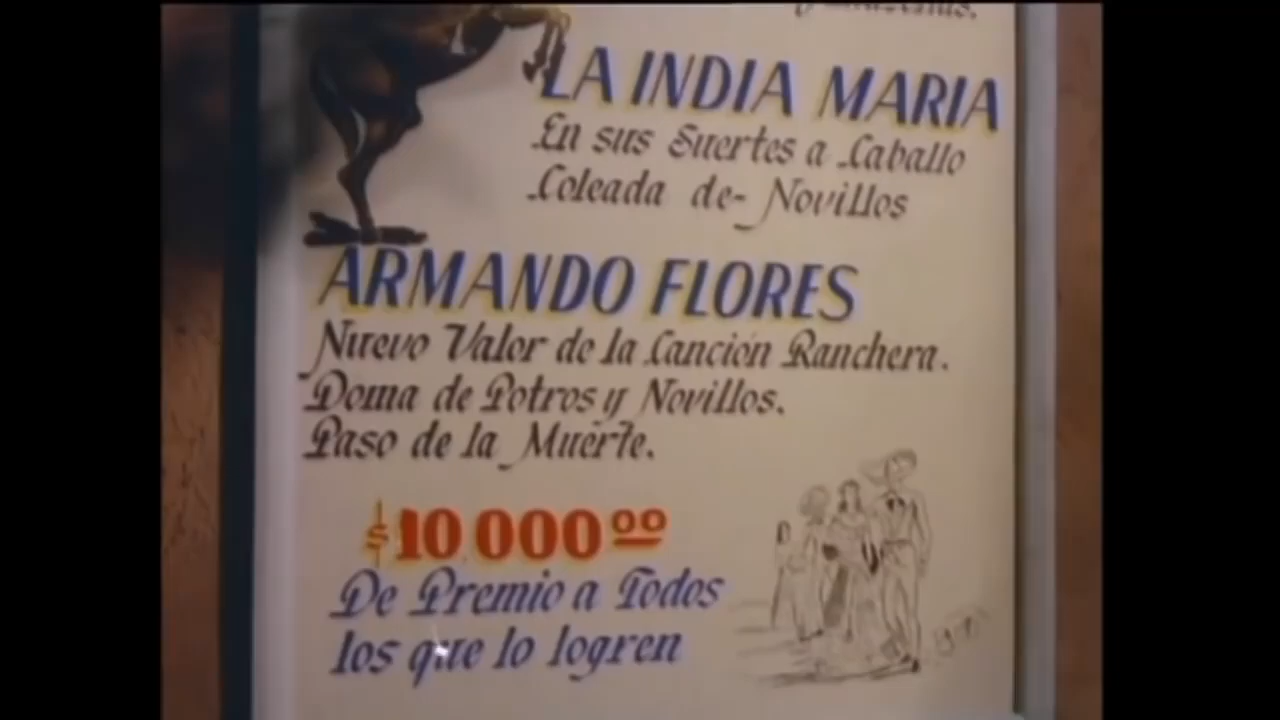 LA INDIA MARIA
En sus Suertes a Caballo
Coleada de- Novillos
ARMANDO FLORES
Nuevo Valor de la Canción Ranchera.
Doma de Potros y Novillos.
Paso de la Muerte.
$10,000.00
De Premio a Todos
los que lo logren